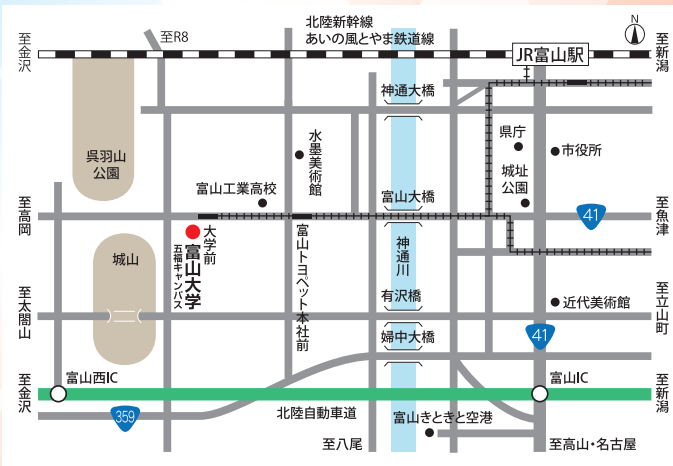 北陸新幹線
あいの風とやま鉄道線
至R8
N
至金沢
至新潟
JR富山駅
神通大橋
呉羽山
公園
水墨美術館
県庁
市役所
城址
公園
富山工業高校
富山大橋
至高岡
41
至魚津
大学前
富山大学
五福キャンパス
富山トヨペット本社前
神通川
城山
有沢橋
至太閤山
近代美術館
至立山町
婦中大橋
41
富山西IC
富山IC
至金沢
至新潟
359
北陸自動車道
富山きときと空港
至八尾
至高山・名古屋